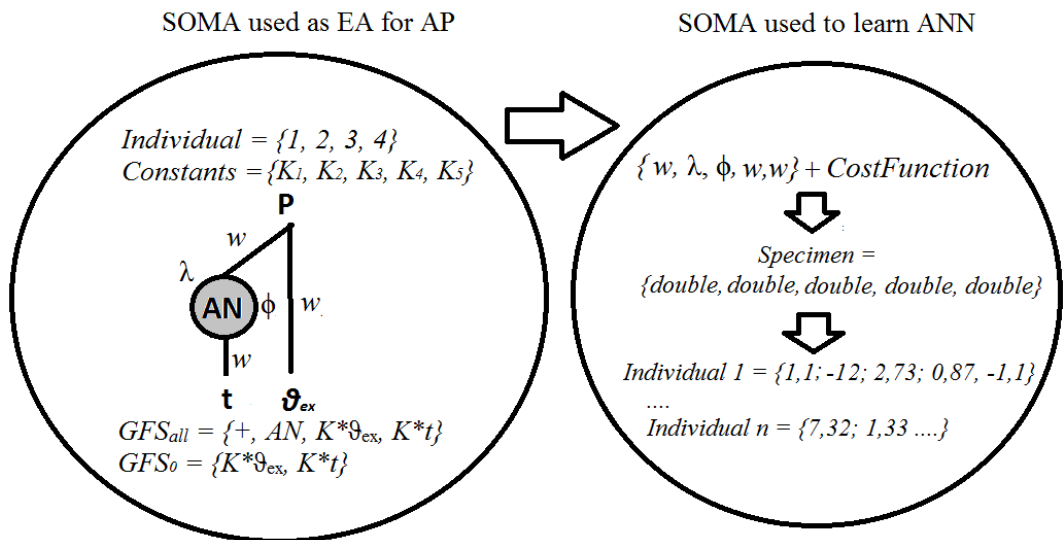 SOMA used as EA for AP
Individual = {1, 2, 3, 4}
Constants = {K₁, K₂, K₃, K₄, K₅}
P
w
λ
AN
ϕ
w
w
t
ϑₑₓ
GFS_all = {+, AN, K*ϑₑₓ, K*t}
GFS₀ = {K*ϑₑₓ, K*t}
SOMA used to learn ANN
{ w, λ, ϕ, w,w} + CostFunction
Specimen =
{double, double, double, double, double}
Individual 1 = {1,1; -12; 2,73; 0,87, -1,1}
....
Individual n = {7,32; 1,33 ....}